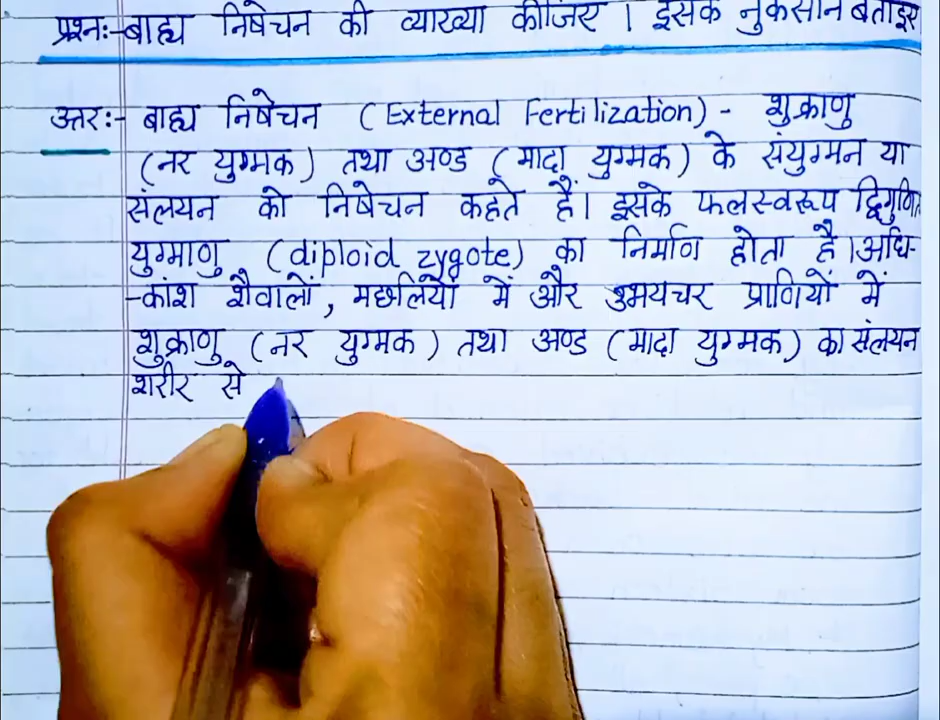 प्रश्नः- बाह्य निषेचन की व्याख्या कीजिए । इसके नुकसान बताइए
उत्तरः- बाह्य निषेचन (External Fertilization) - शुक्राणु
(नर युग्मक) तथा अण्ड (मादा युग्मक) के संयुग्मन या
संलयन को निषेचन कहते हैं। इसके फलस्वरूप द्विगुणित
युग्माणु (diploid zygote) का निर्माण होता है ।अधि-
-कांश शैवालों, मछलियों में और उभयचर प्राणियों में
शुक्राणु (नर युग्मक) तथा अण्ड (मादा युग्मक) का संलयन
शरीर से